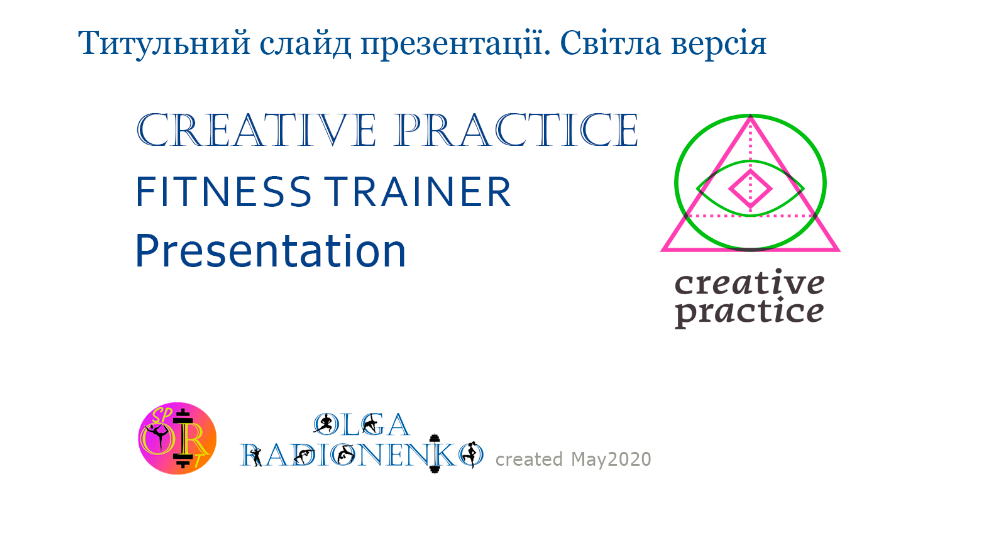 Титульний слайд презентації. Світла версія
CREATIVE PRACTICE
FITNESS TRAINER
Presentation
creative
practice
SPORT
OLGA
RADIONENKO
created May2020